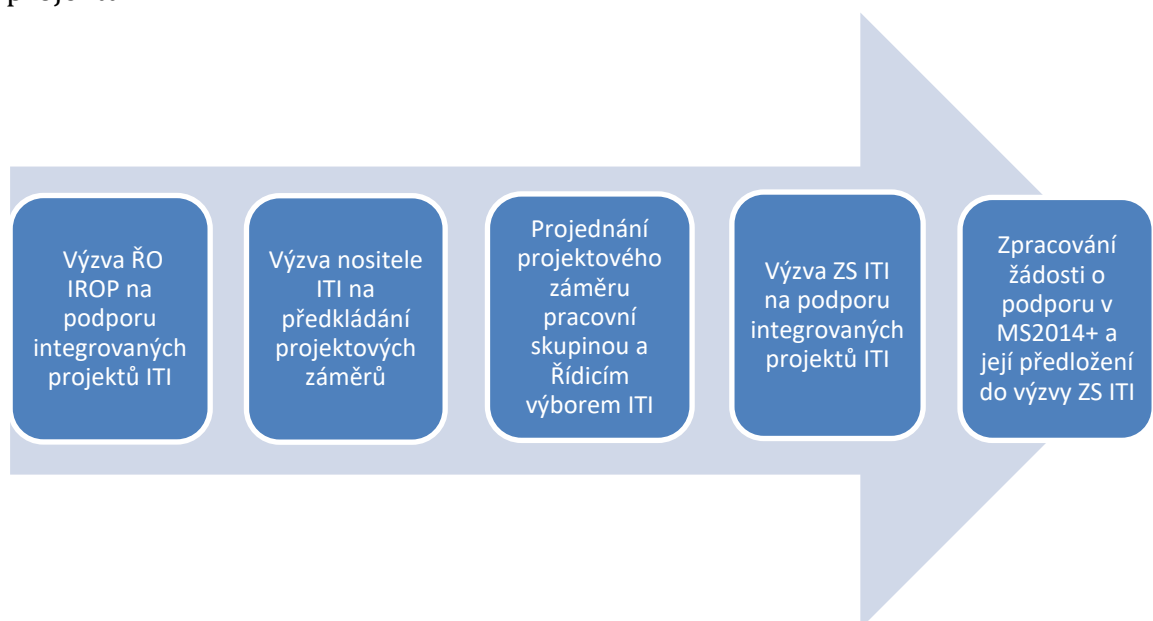 Výzva ŘO
IROP na
podporu
integrovaných
projektů ITI
Výzva nositele
ITI na
předkládání
projektových
záměrů
Projednání
projektového
záměru
pracovní
skupinou a
Řídicím
výborem ITI
Výzva ZS ITI
na podporu
integrovaných
projektů ITI
Zpracování
žádosti o
podporu v
MS2014+ a
její předložení
do výzvy ZS ITI